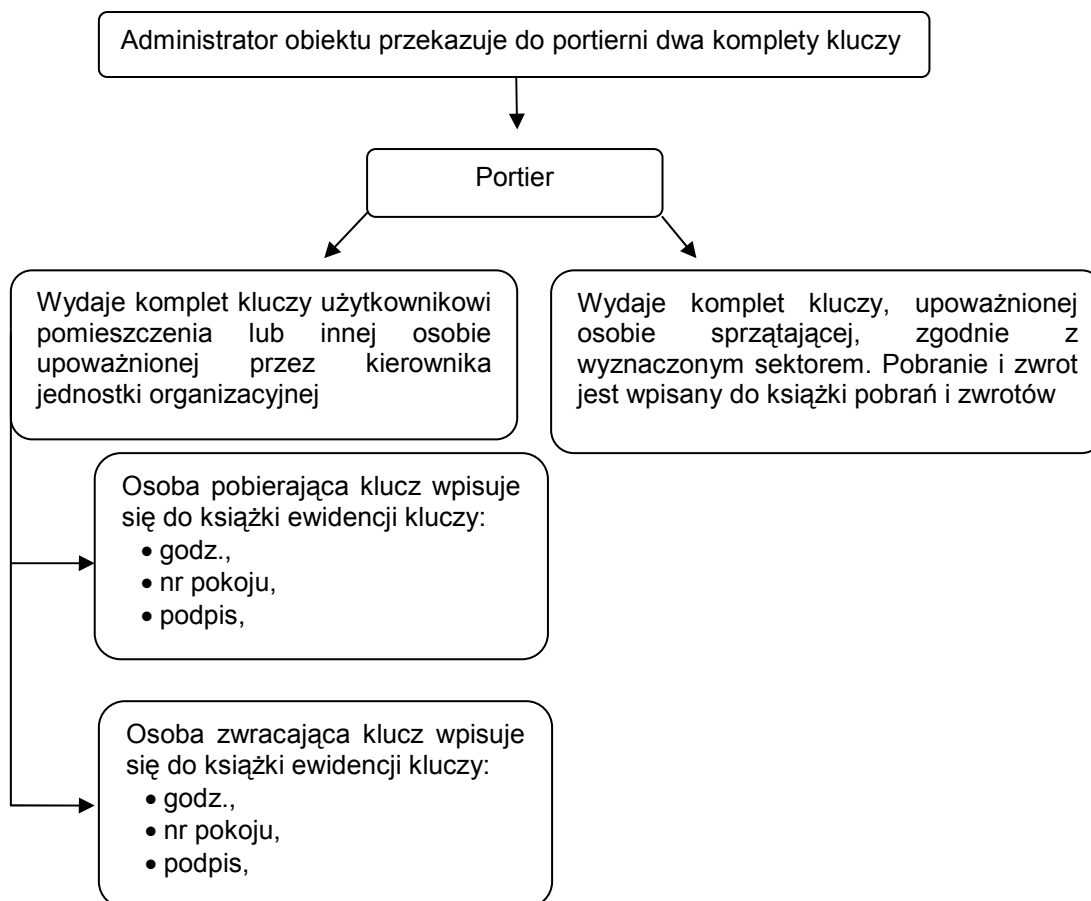 Administrator obiektu przekazuje do portierni dwa komplety kluczy
Portier
Wydaje komplet kluczy użytkownikowi
pomieszczenia lub innej osobie
upoważnionej przez kierownika
jednostki organizacyjnej
Wydaje komplet kluczy, upoważnionej
osobie sprzątającej, zgodnie z
wyznaczonym sektorem. Pobranie i zwrot
jest wpisany do książki pobrań i zwrotów
Osoba pobierająca klucz wpisuje
się do książki ewidencji kluczy:
• godz.,
• nr pokoju,
• podpis,
Osoba zwracająca klucz wpisuje
się do książki ewidencji kluczy:
• godz.,
• nr pokoju,
• podpis,